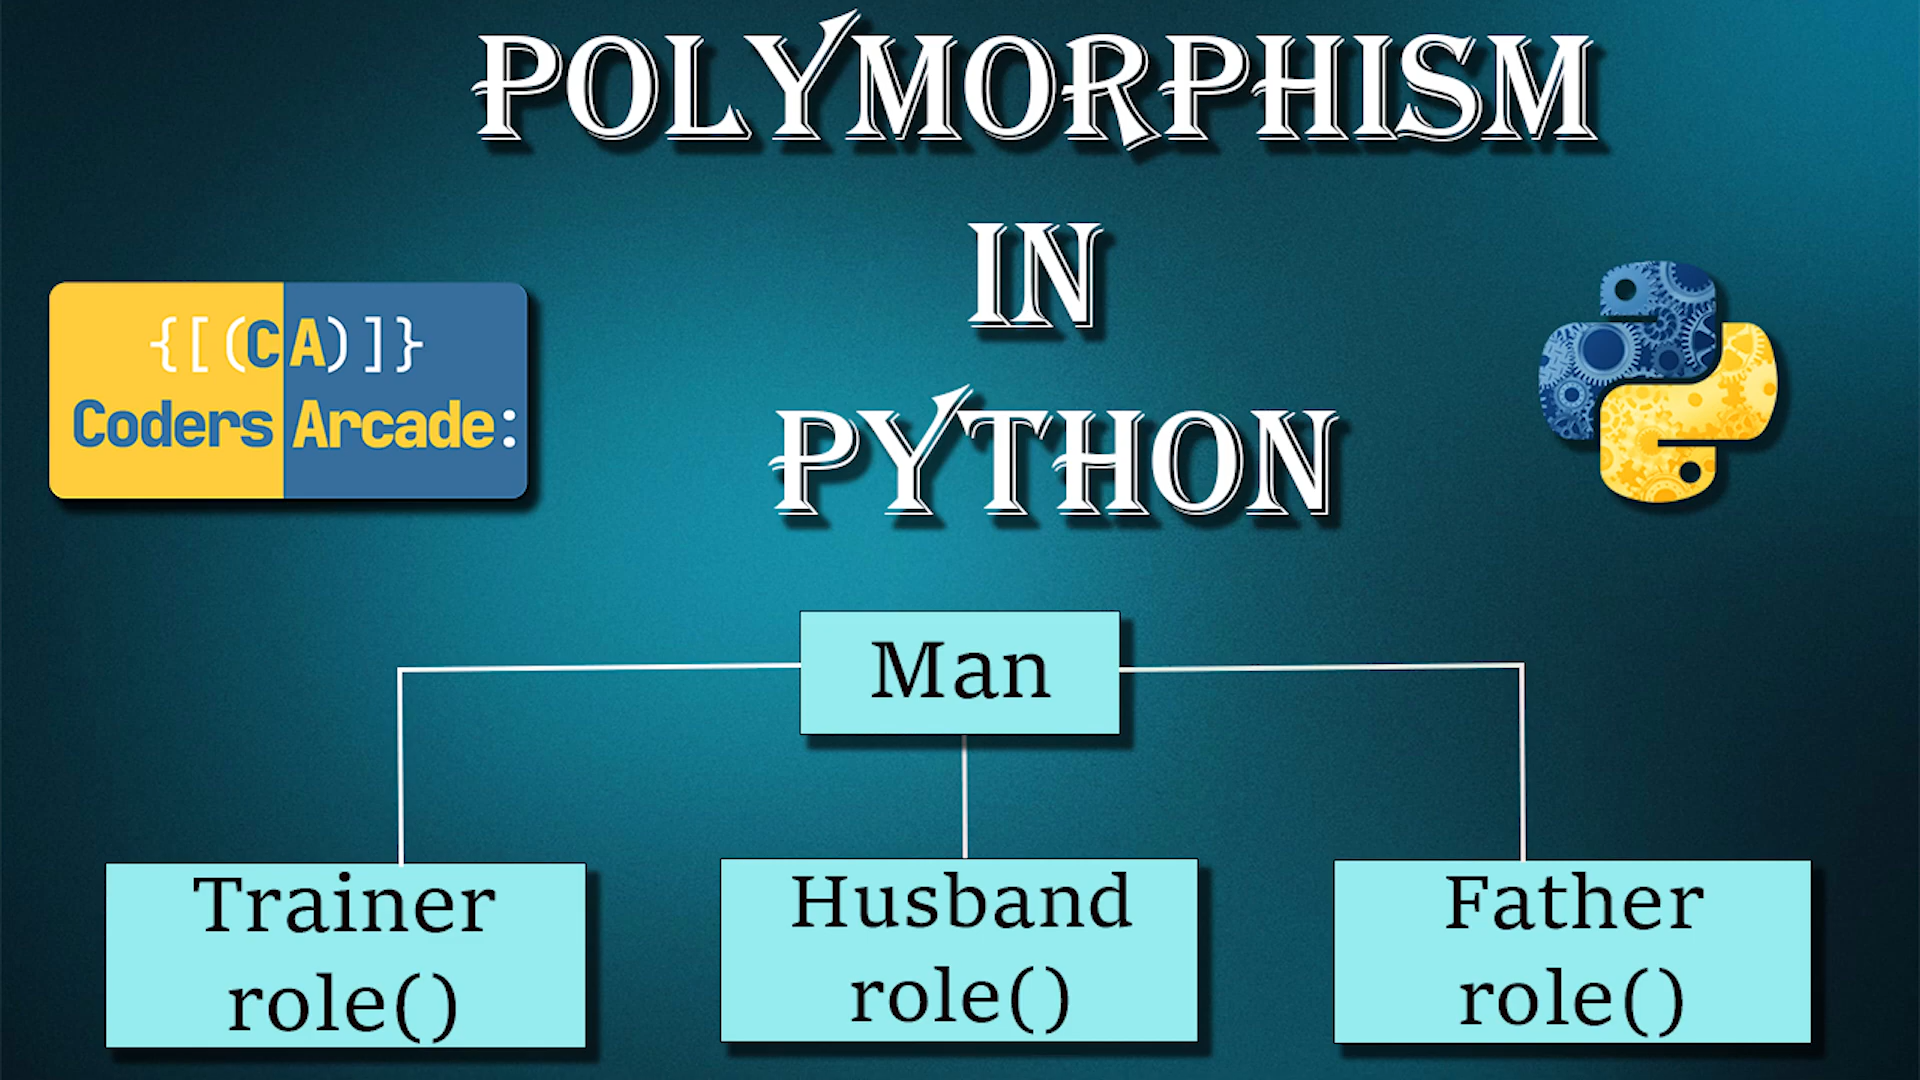 POLYMORPHISM
IN
PYTHON
{[(CA)]}
Coders Arcade:
Man
Trainer
role()
Husband
role()
Father
role()